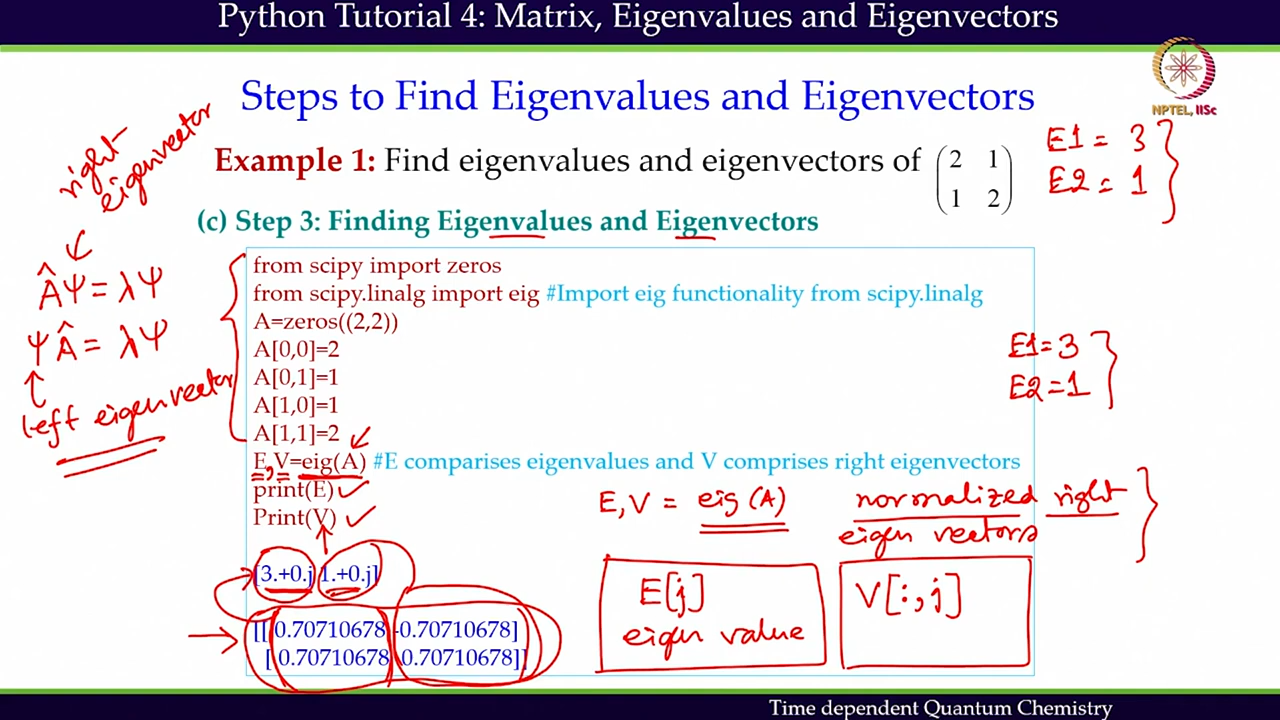 Python Tutorial 4: Matrix, Eigenvalues and Eigenvectors
Steps to Find Eigenvalues and Eigenvectors
NPTEL, IISc
Example 1: Find eigenvalues and eigenvectors of (2 1
1 2)
E1 = 3
E2 = 1
(c) Step 3: Finding Eigenvalues and Eigenvectors
right
eigenvector
Âψ = λψ
ψÂ = λψ
left eigenvector
from scipy import zeros
from scipy.linalg import eig #Import eig functionality from scipy.linalg
A=zeros((2,2))
A[0,0]=2
A[0,1]=1
A[1,0]=1
A[1,1]=2
E,V=eig(A) #E comparises eigenvalues and V comprises right eigenvectors
print(E)
Print(V)
E1=3
E2=1
E,V = eig(A)
normalized right
eigen vectors
[3.+0.j 1.+0.j]
[[ 0.70710678 -0.70710678]
[ 0.70710678 0.70710678]]
E[j]
eigen value
V[:,j]
Time dependent Quantum Chemistry